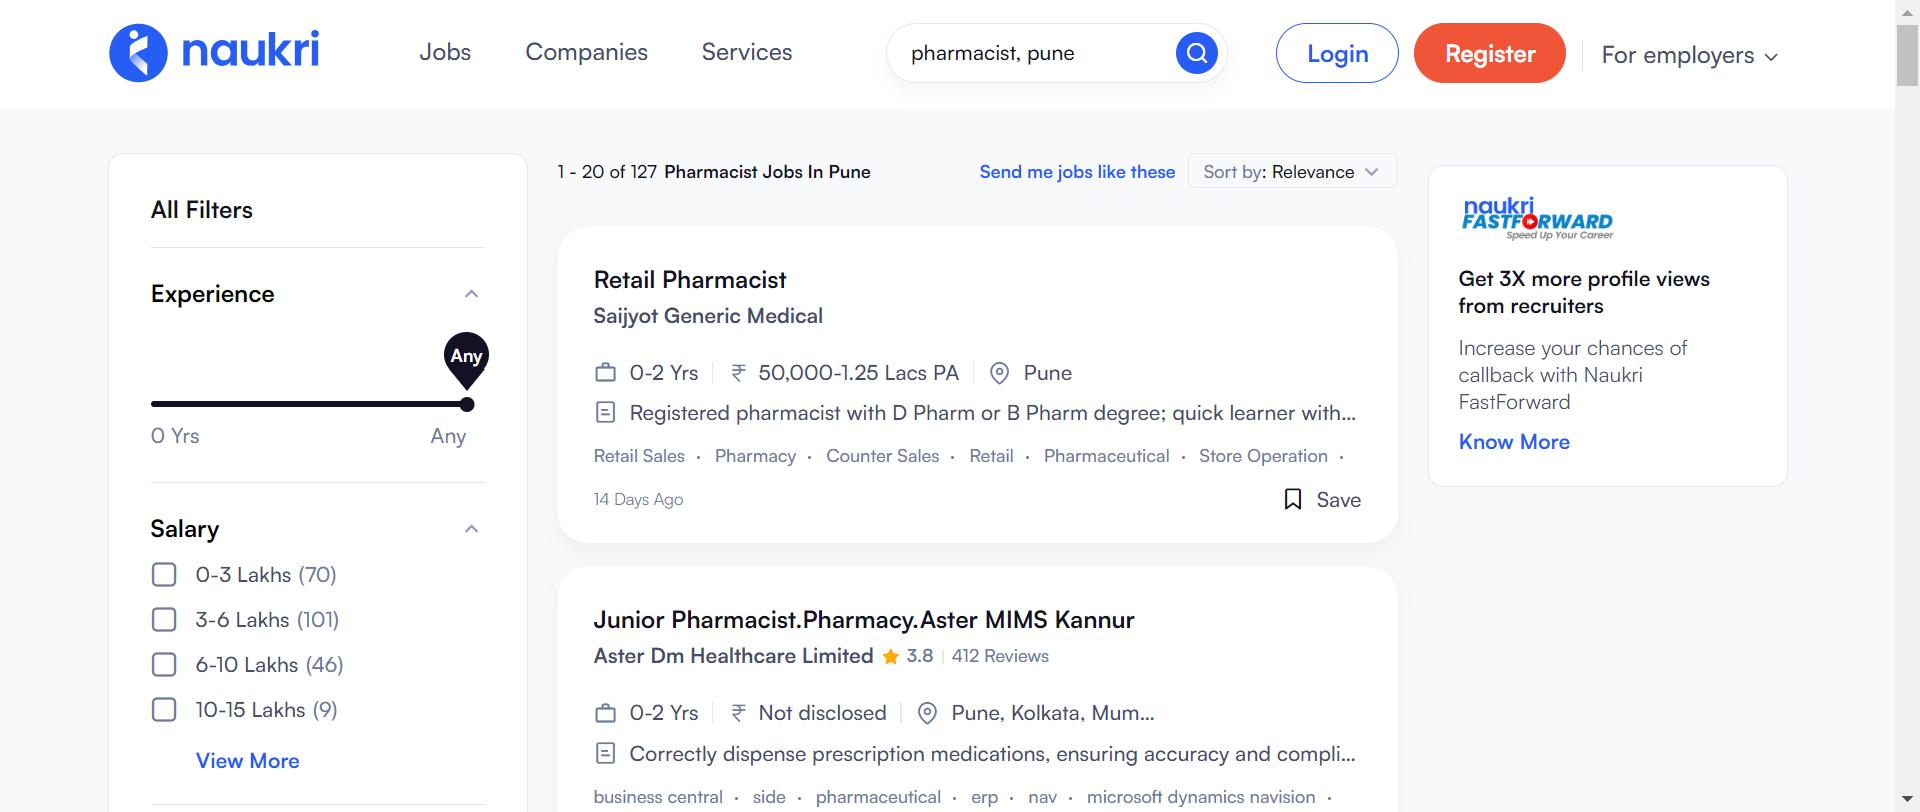 naukri
Jobs
Companies
Services
pharmacist, pune
Login
Register
For employers
All Filters
Experience
Any
0 Yrs
Any
Salary
0-3 Lakhs (70)
3-6 Lakhs (101)
6-10 Lakhs (46)
10-15 Lakhs (9)
View More
1 - 20 of 127 Pharmacist Jobs In Pune
Send me jobs like these
Sort by: Relevance
Retail Pharmacist
Saijyot Generic Medical
0-2 Yrs
₹ 50,000-1.25 Lacs PA
Pune
Registered pharmacist with D Pharm or B Pharm degree; quick learner with...
Retail Sales · Pharmacy · Counter Sales · Retail · Pharmaceutical · Store Operation ·
14 Days Ago
Save
Junior Pharmacist.Pharmacy.Aster MIMS Kannur
Aster Dm Healthcare Limited 3.8 412 Reviews
0-2 Yrs
₹ Not disclosed
Pune, Kolkata, Mum...
Correctly dispense prescription medications, ensuring accuracy and compli...
business central · side · pharmaceutical · erp · nav · microsoft dynamics navision ·
naukri
FASTFORWARD
Speed Up Your Career
Get 3X more profile views
from recruiters
Increase your chances of
callback with Naukri
FastForward
Know More